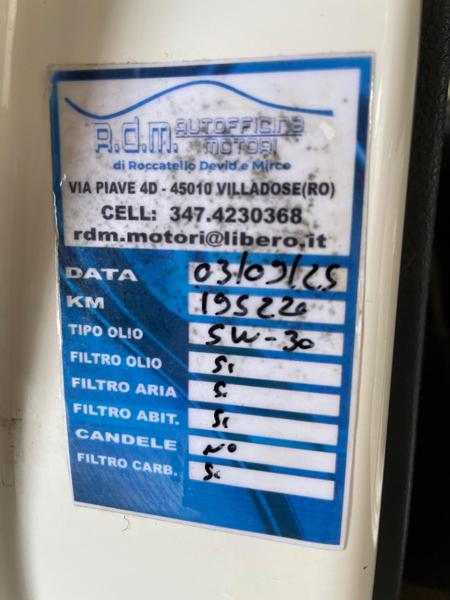 R.d.m. AUTOFFICINA
MOTORI
di Roccatello Devid e Mirco
VIA PIAVE 4D - 45010 VILLADOSE(RO)
CELL: 347.4230368
rdm.motori@libero.it
DATA 03/09/25
KM 195220
TIPO OLIO 5W-30
FILTRO OLIO Si
FILTRO ARIA Si
FILTRO ABIT. Si
CANDELE NO
FILTRO CARB. Si